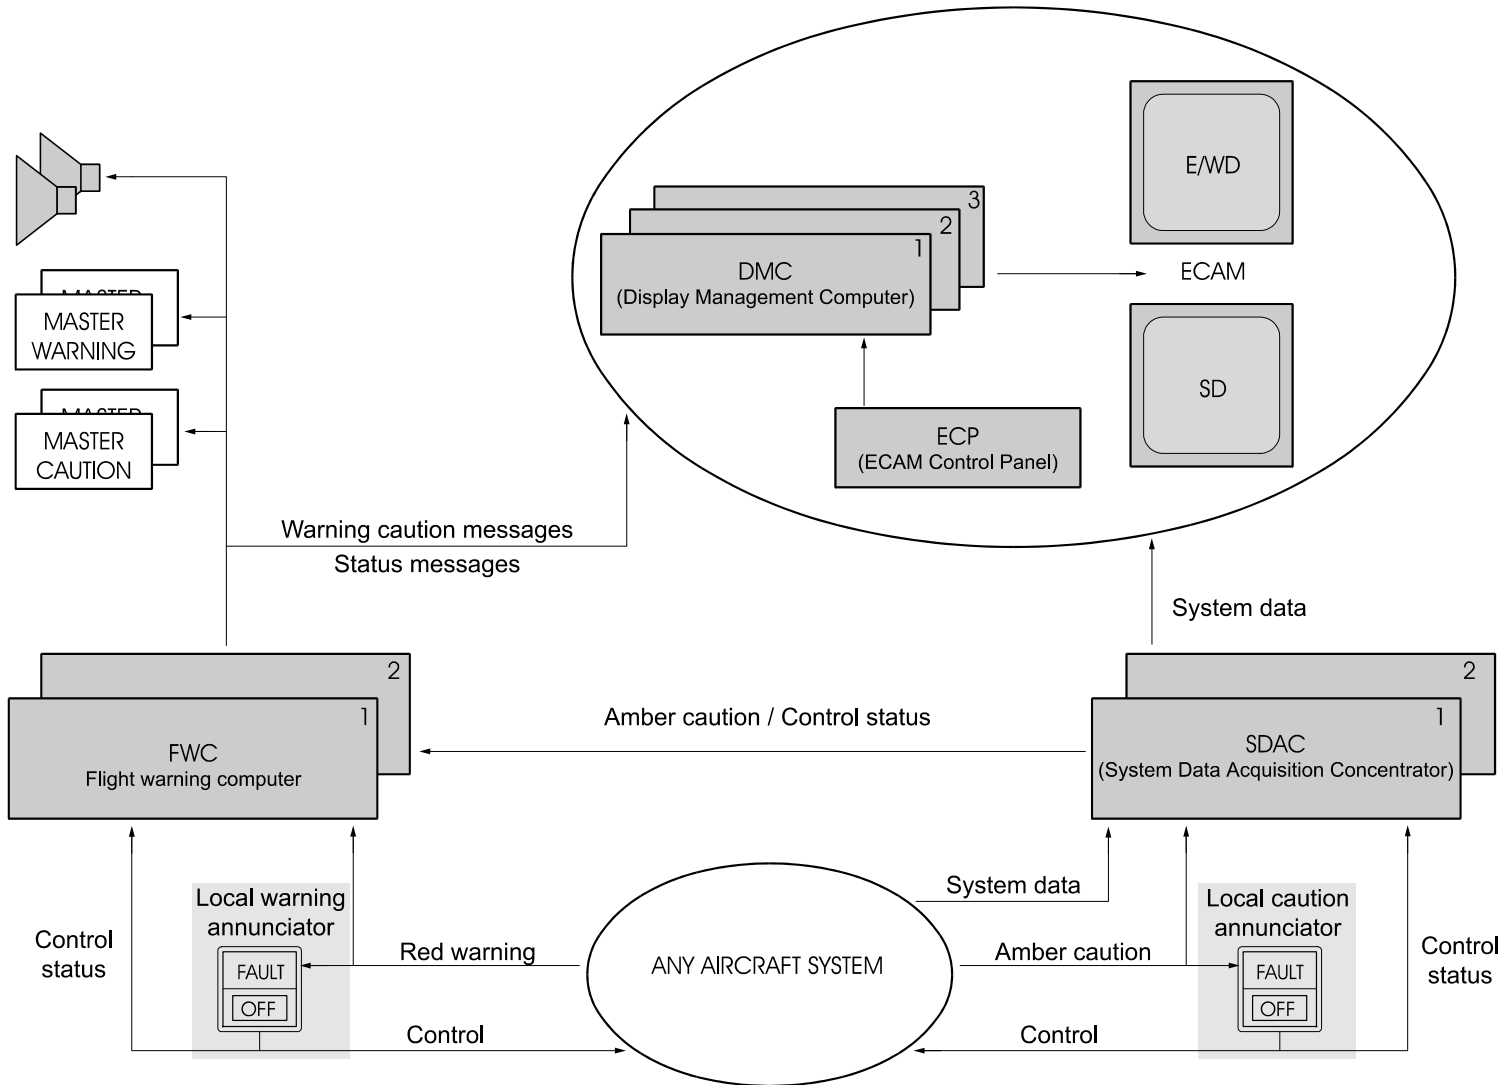 E/WD
3
2
1
DMC
(Display Management Computer)
ECAM
MASTER
MASTER
WARNING
SD
MASTER
MASTER
CAUTION
ECP
(ECAM Control Panel)
Warning caution messages
Status messages
System data
2
1
FWC
Flight warning computer
Amber caution / Control status
2
1
SDAC
(System Data Acquisition Concentrator)
Local warning
annunciator
System data
Local caution
annunciator
Control
status
Red warning
ANY AIRCRAFT SYSTEM
Amber caution
Control
status
FAULT
OFF
FAULT
OFF
Control
Control